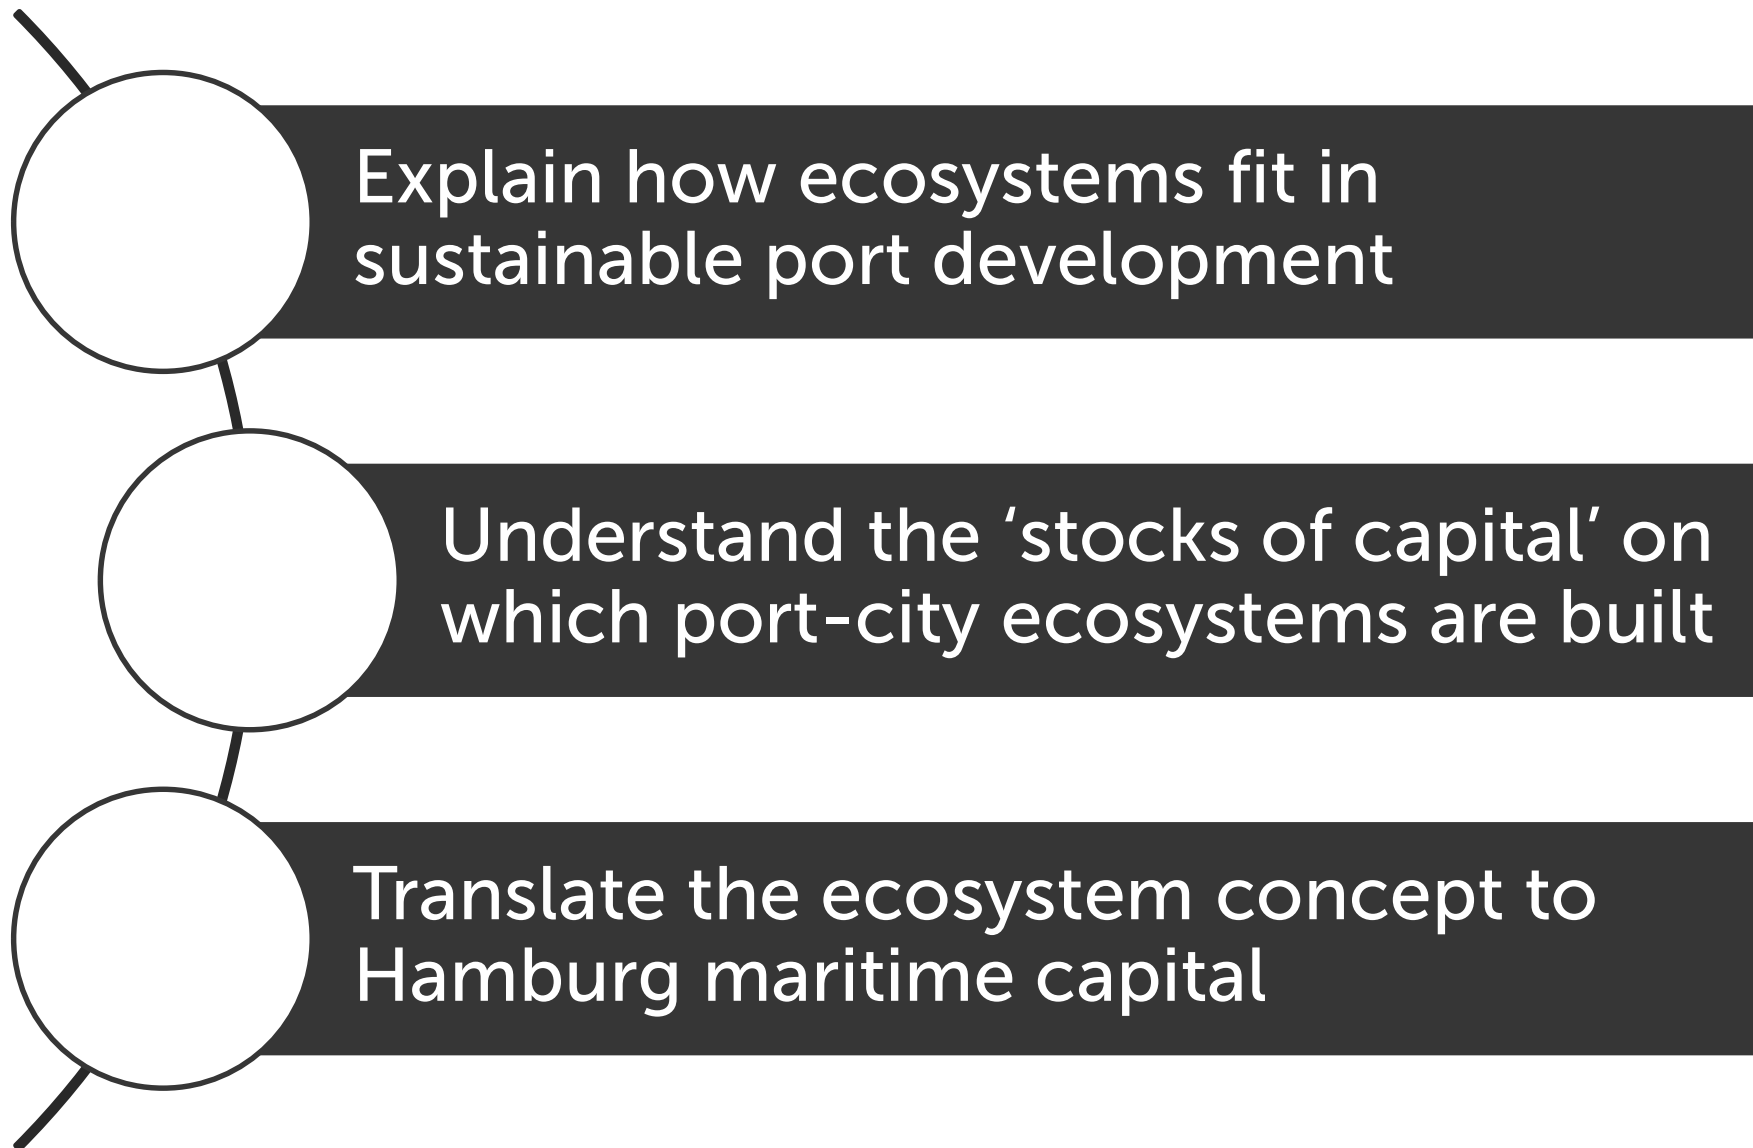 Explain how ecosystems fit in
sustainable port development
Understand the ‘stocks of capital’ on
which port-city ecosystems are built
Translate the ecosystem concept to
Hamburg maritime capital